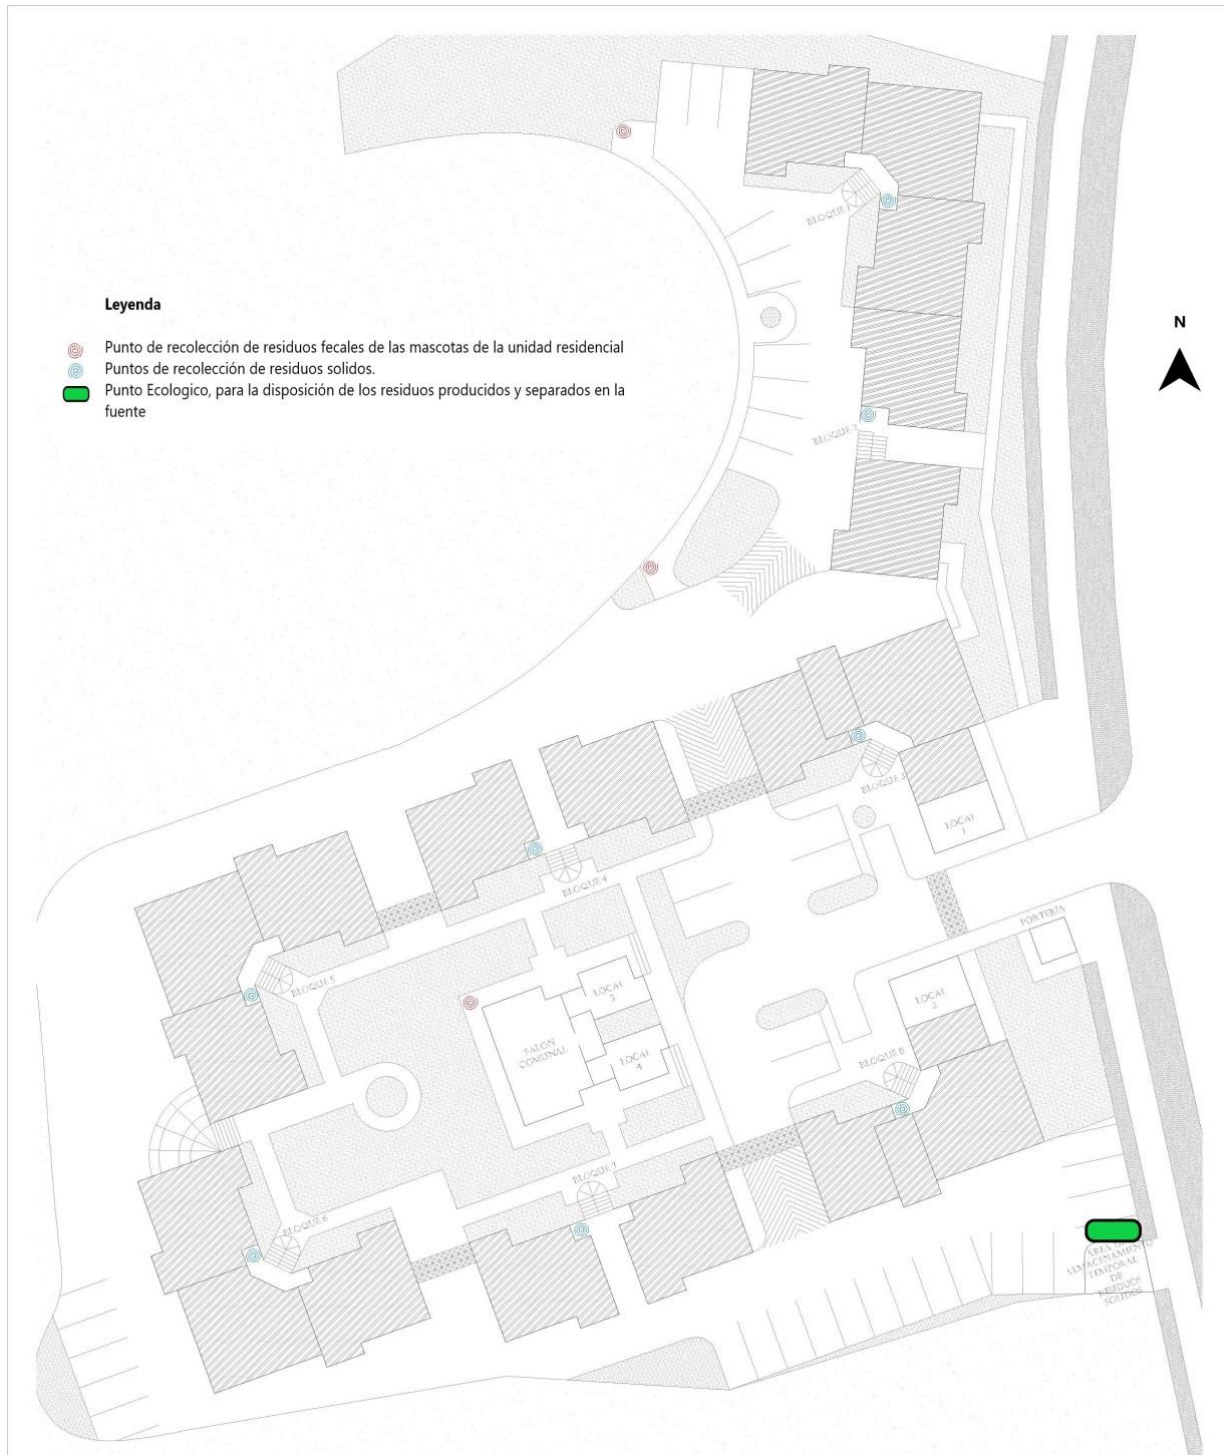 BLOQUE 1
N
Leyenda
Punto de recolección de residuos fecales de las mascotas de la unidad residencial
Puntos de recolección de residuos solidos.
Punto Ecologico, para la disposición de los residuos producidos y separados en la
fuente
BLOQUE 2
BLOQUE 3
LOCAL
1
BLOQUE 4
PORTERIA
BLOQUE 5
LOCAL
3
LOCAL
2
SALON
COMUNAL
LOCAL
4
BLOQUE 8
BLOQUE 7
BLOQUE 6
AREA DE
ALMACENAMIENTO
TEMPORAL
DE
RESIDUOS
SOLIDOS